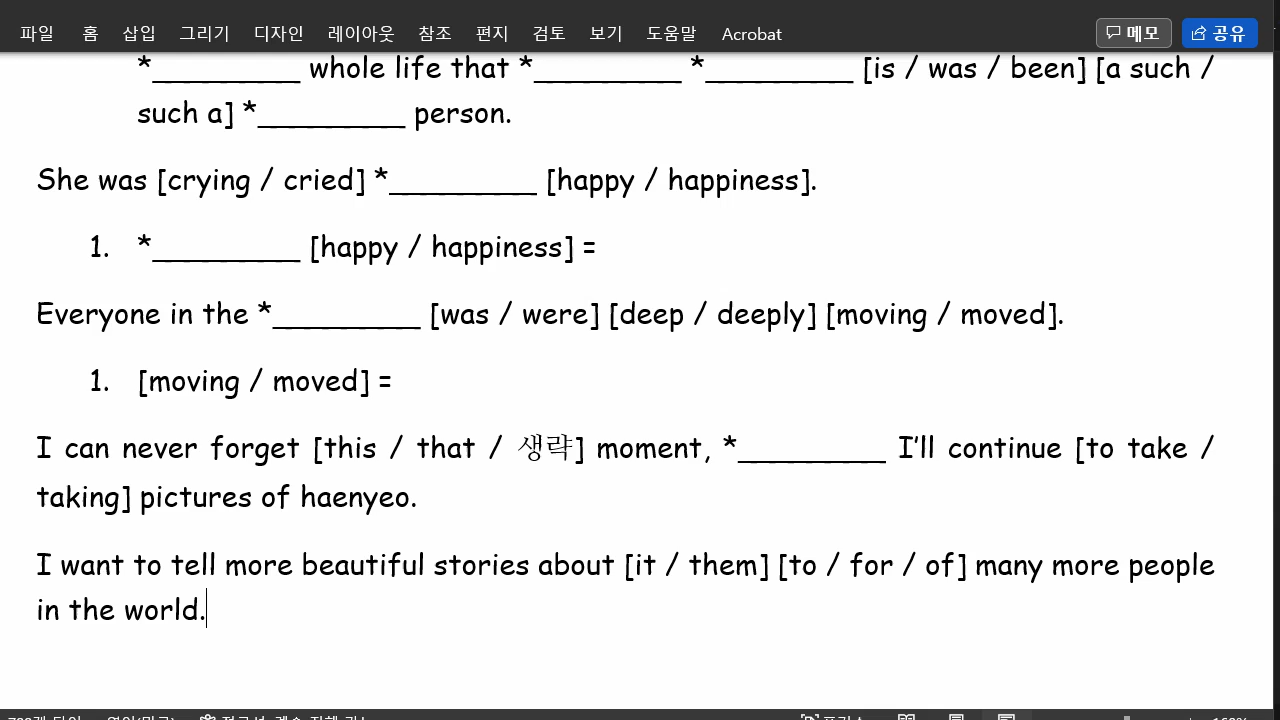 파일 홈 삽입 그리기 디자인 레이아웃 참조 편지 검토 보기 도움말 Acrobat 메모 공유
*_________ whole life that *_________ *_________ [is / was / been] [a such /
such a] *_________ person.
She was [crying / cried] *_________ [happy / happiness].
1. *_________ [happy / happiness] =
Everyone in the *_________ [was / were] [deep / deeply] [moving / moved].
1. [moving / moved] =
I can never forget [this / that / 생략] moment, *_________ I’ll continue [to take /
taking] pictures of haenyeo.
I want to tell more beautiful stories about [it / them] [to / for / of] many more people
in the world.